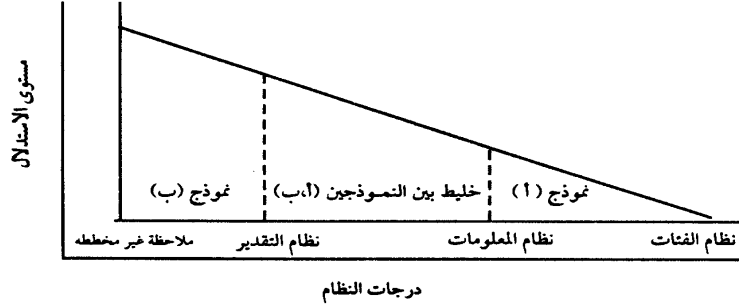 مستوى الاستدلال
نموذج (أ)
خليط بين النموذجين (أ،ب)
نموذج (ب)
نظام الفئات
نظام المعلومات
نظام التقدير
ملاحظة غير مخططه
درجات النظام